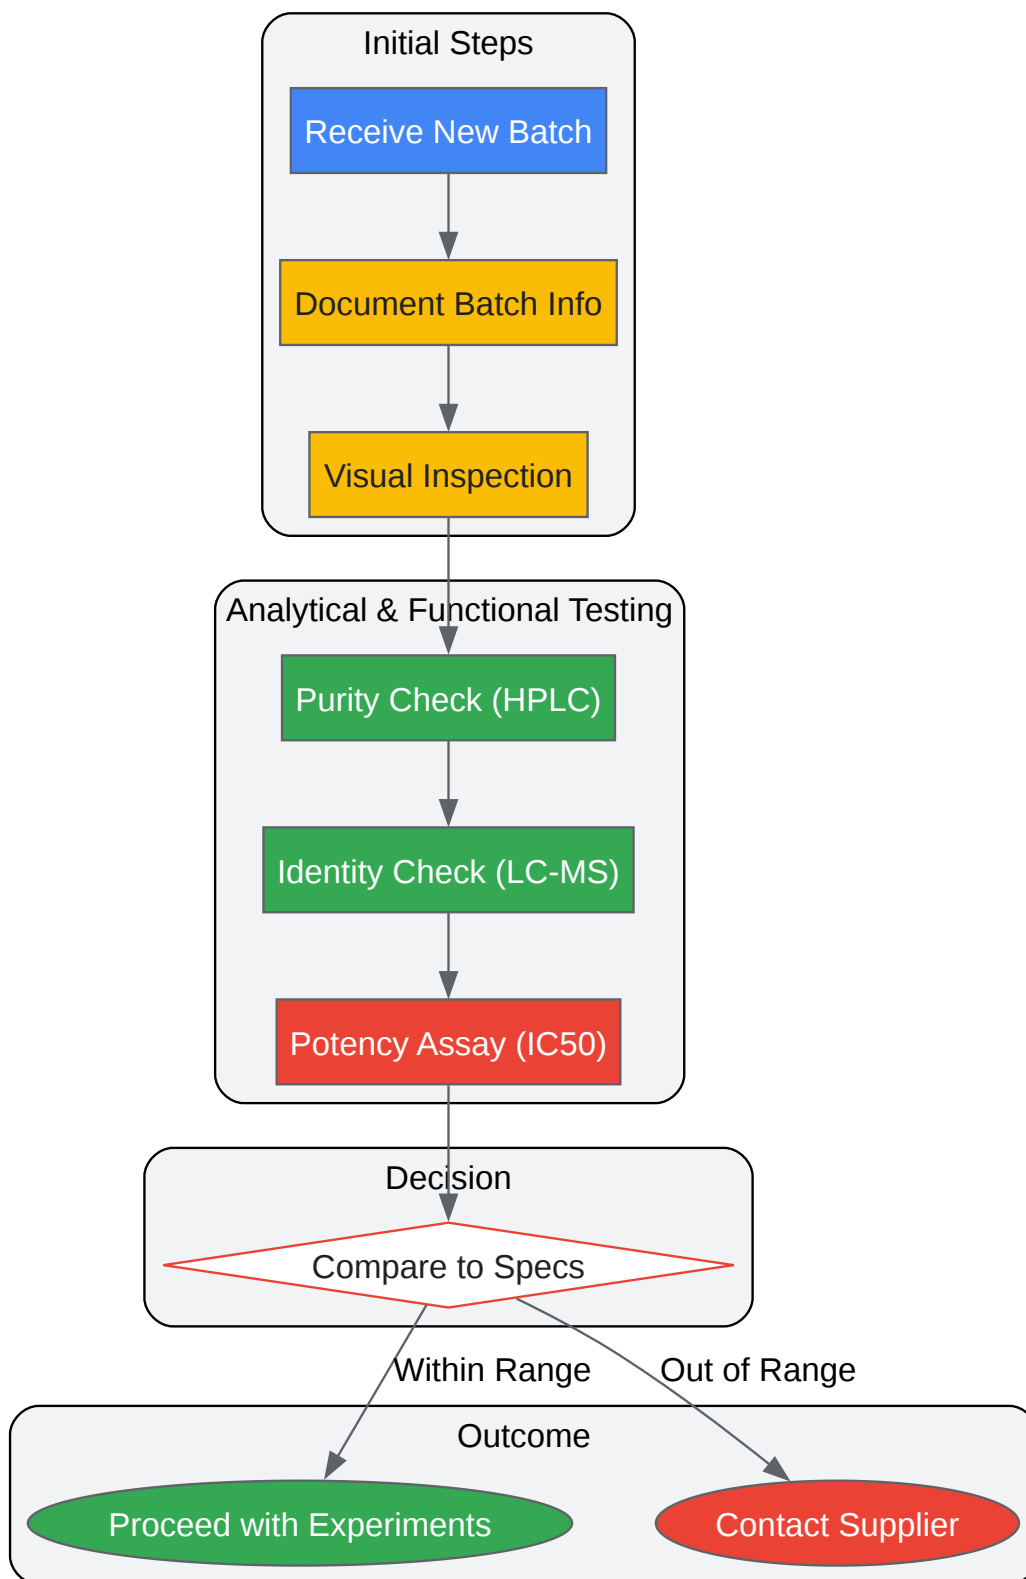 Initial Steps
Receive New Batch
Document Batch Info
Visual Inspection
Analytical & Functional Testing
Purity Check (HPLC)
Identity Check (LC-MS)
Potency Assay (IC50)
Decision
Compare to Specs
Within Range
Out of Range
Outcome
Proceed with Experiments
Contact Supplier